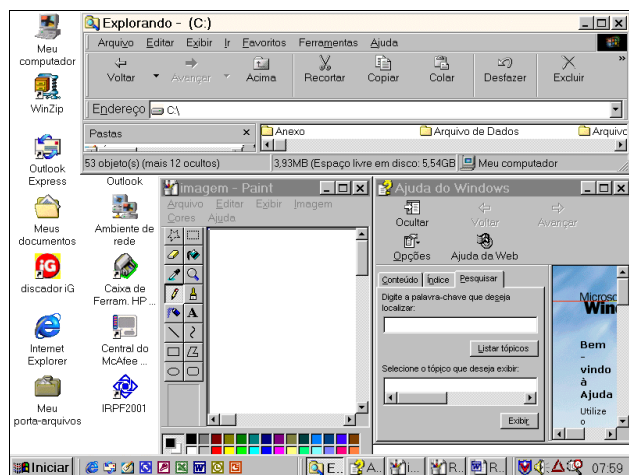 Explorando - (C:)
Arquivo Editar Exibir Ir Favoritos Ferramentas Ajuda
Voltar Avançar Acima Recortar Copiar Colar Desfazer Excluir »
Endereço C:\
Pastas × Anexo Arquivo de Dados Arquivo
53 objeto(s) (mais 12 ocultos) 3,93MB (Espaço livre em disco: 5,54GB Meu computador
Meu computador
WinZip
Outlook Express
Outlook
Meus documentos
Ambiente de rede
discador iG
Caixa de Ferram. HP ...
Internet Explorer
Central do McAfee ...
Meu porta-arquivos
IRPF2001
imagem - Paint
Arquivo Editar Exibir Imagem
Cores Ajuda
A
Ajuda do Windows
Ocultar Voltar Avançar
Opções Ajuda da Web
Conteúdo Índice Pesquisar
Digite a palavra-chave que deseja
localizar:
Listar tópicos
Selecione o tópico que deseja exibir:
Exibir
Microsc
Win
Bem
-
vindo
à
Ajuda
Utilize
o
Iniciar E.. A.. i... R.. R.. 07:59